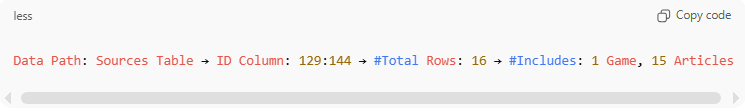 less
Copy code
Data Path: Sources Table → ID Column: 129:144 → #Total Rows: 16 → #Includes: 1 Game, 15 Articles